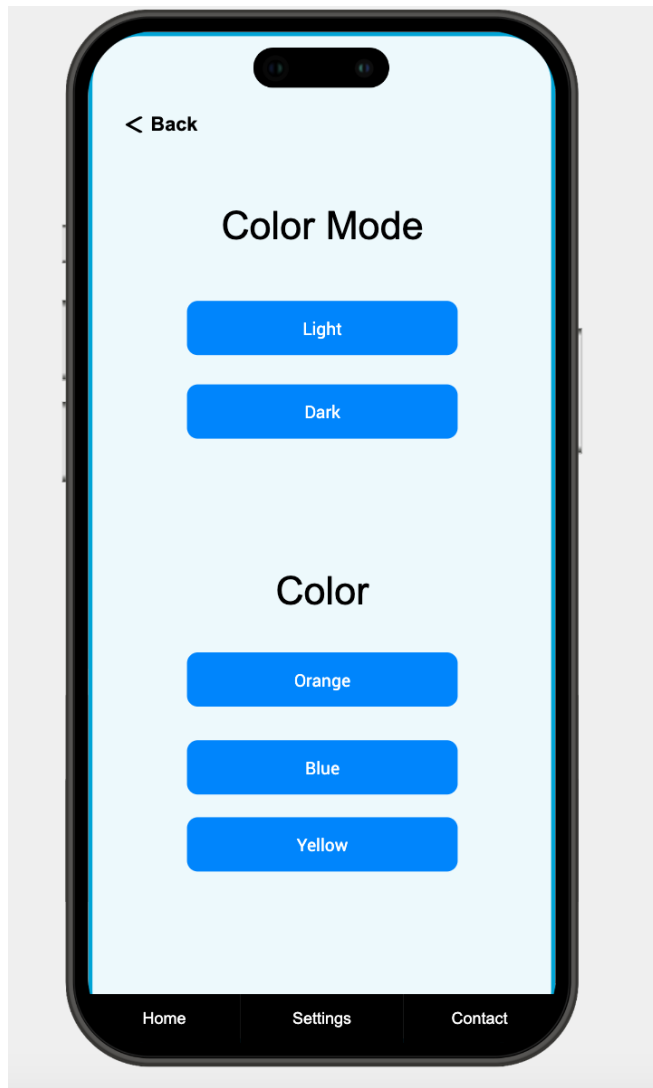 < Back
Color Mode
Light
Dark
Color
Orange
Blue
Yellow
Home Settings Contact